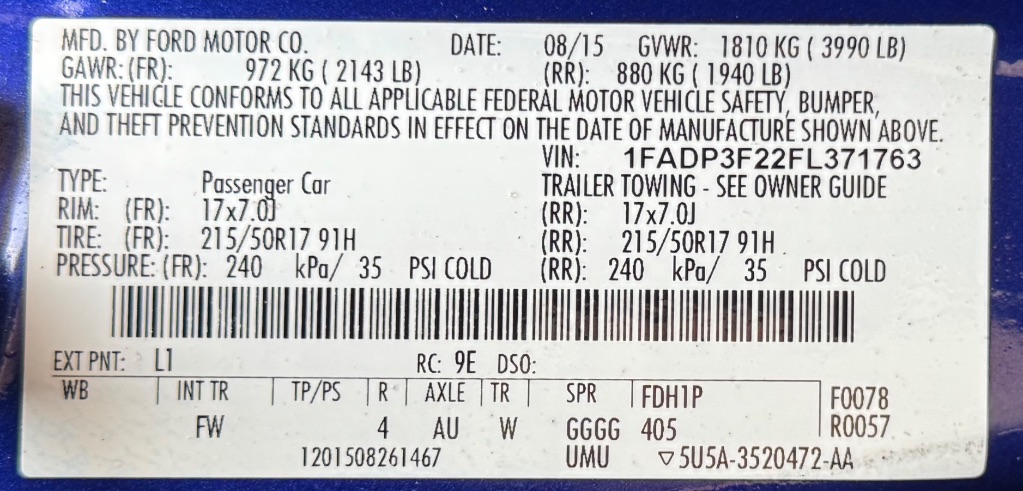 MFD. BY FORD MOTOR CO. DATE: 08/15 GVWR: 1810 KG ( 3990 LB)
GAWR: (FR): 972 KG ( 2143 LB) (RR): 880 KG ( 1940 LB)
THIS VEHICLE CONFORMS TO ALL APPLICABLE FEDERAL MOTOR VEHICLE SAFETY, BUMPER,
AND THEFT PREVENTION STANDARDS IN EFFECT ON THE DATE OF MANUFACTURE SHOWN ABOVE.
VIN: 1FADP3F22FL371763
TYPE: Passenger Car TRAILER TOWING - SEE OWNER GUIDE
RIM: (FR): 17x7.0J (RR): 17x7.0J
TIRE: (FR): 215/50R17 91H (RR): 215/50R17 91H
PRESSURE: (FR): 240 kPa/ 35 PSI COLD (RR): 240 kPa/ 35 PSI COLD
EXT PNT: L1 RC: 9E DSO:
WB | INT TR | TP/PS | R | AXLE | TR | SPR | FDH1P | F0078
FW 4 AU W GGGG 405 R0057
1201508261467 UMU ▽5U5A-3520472-AA